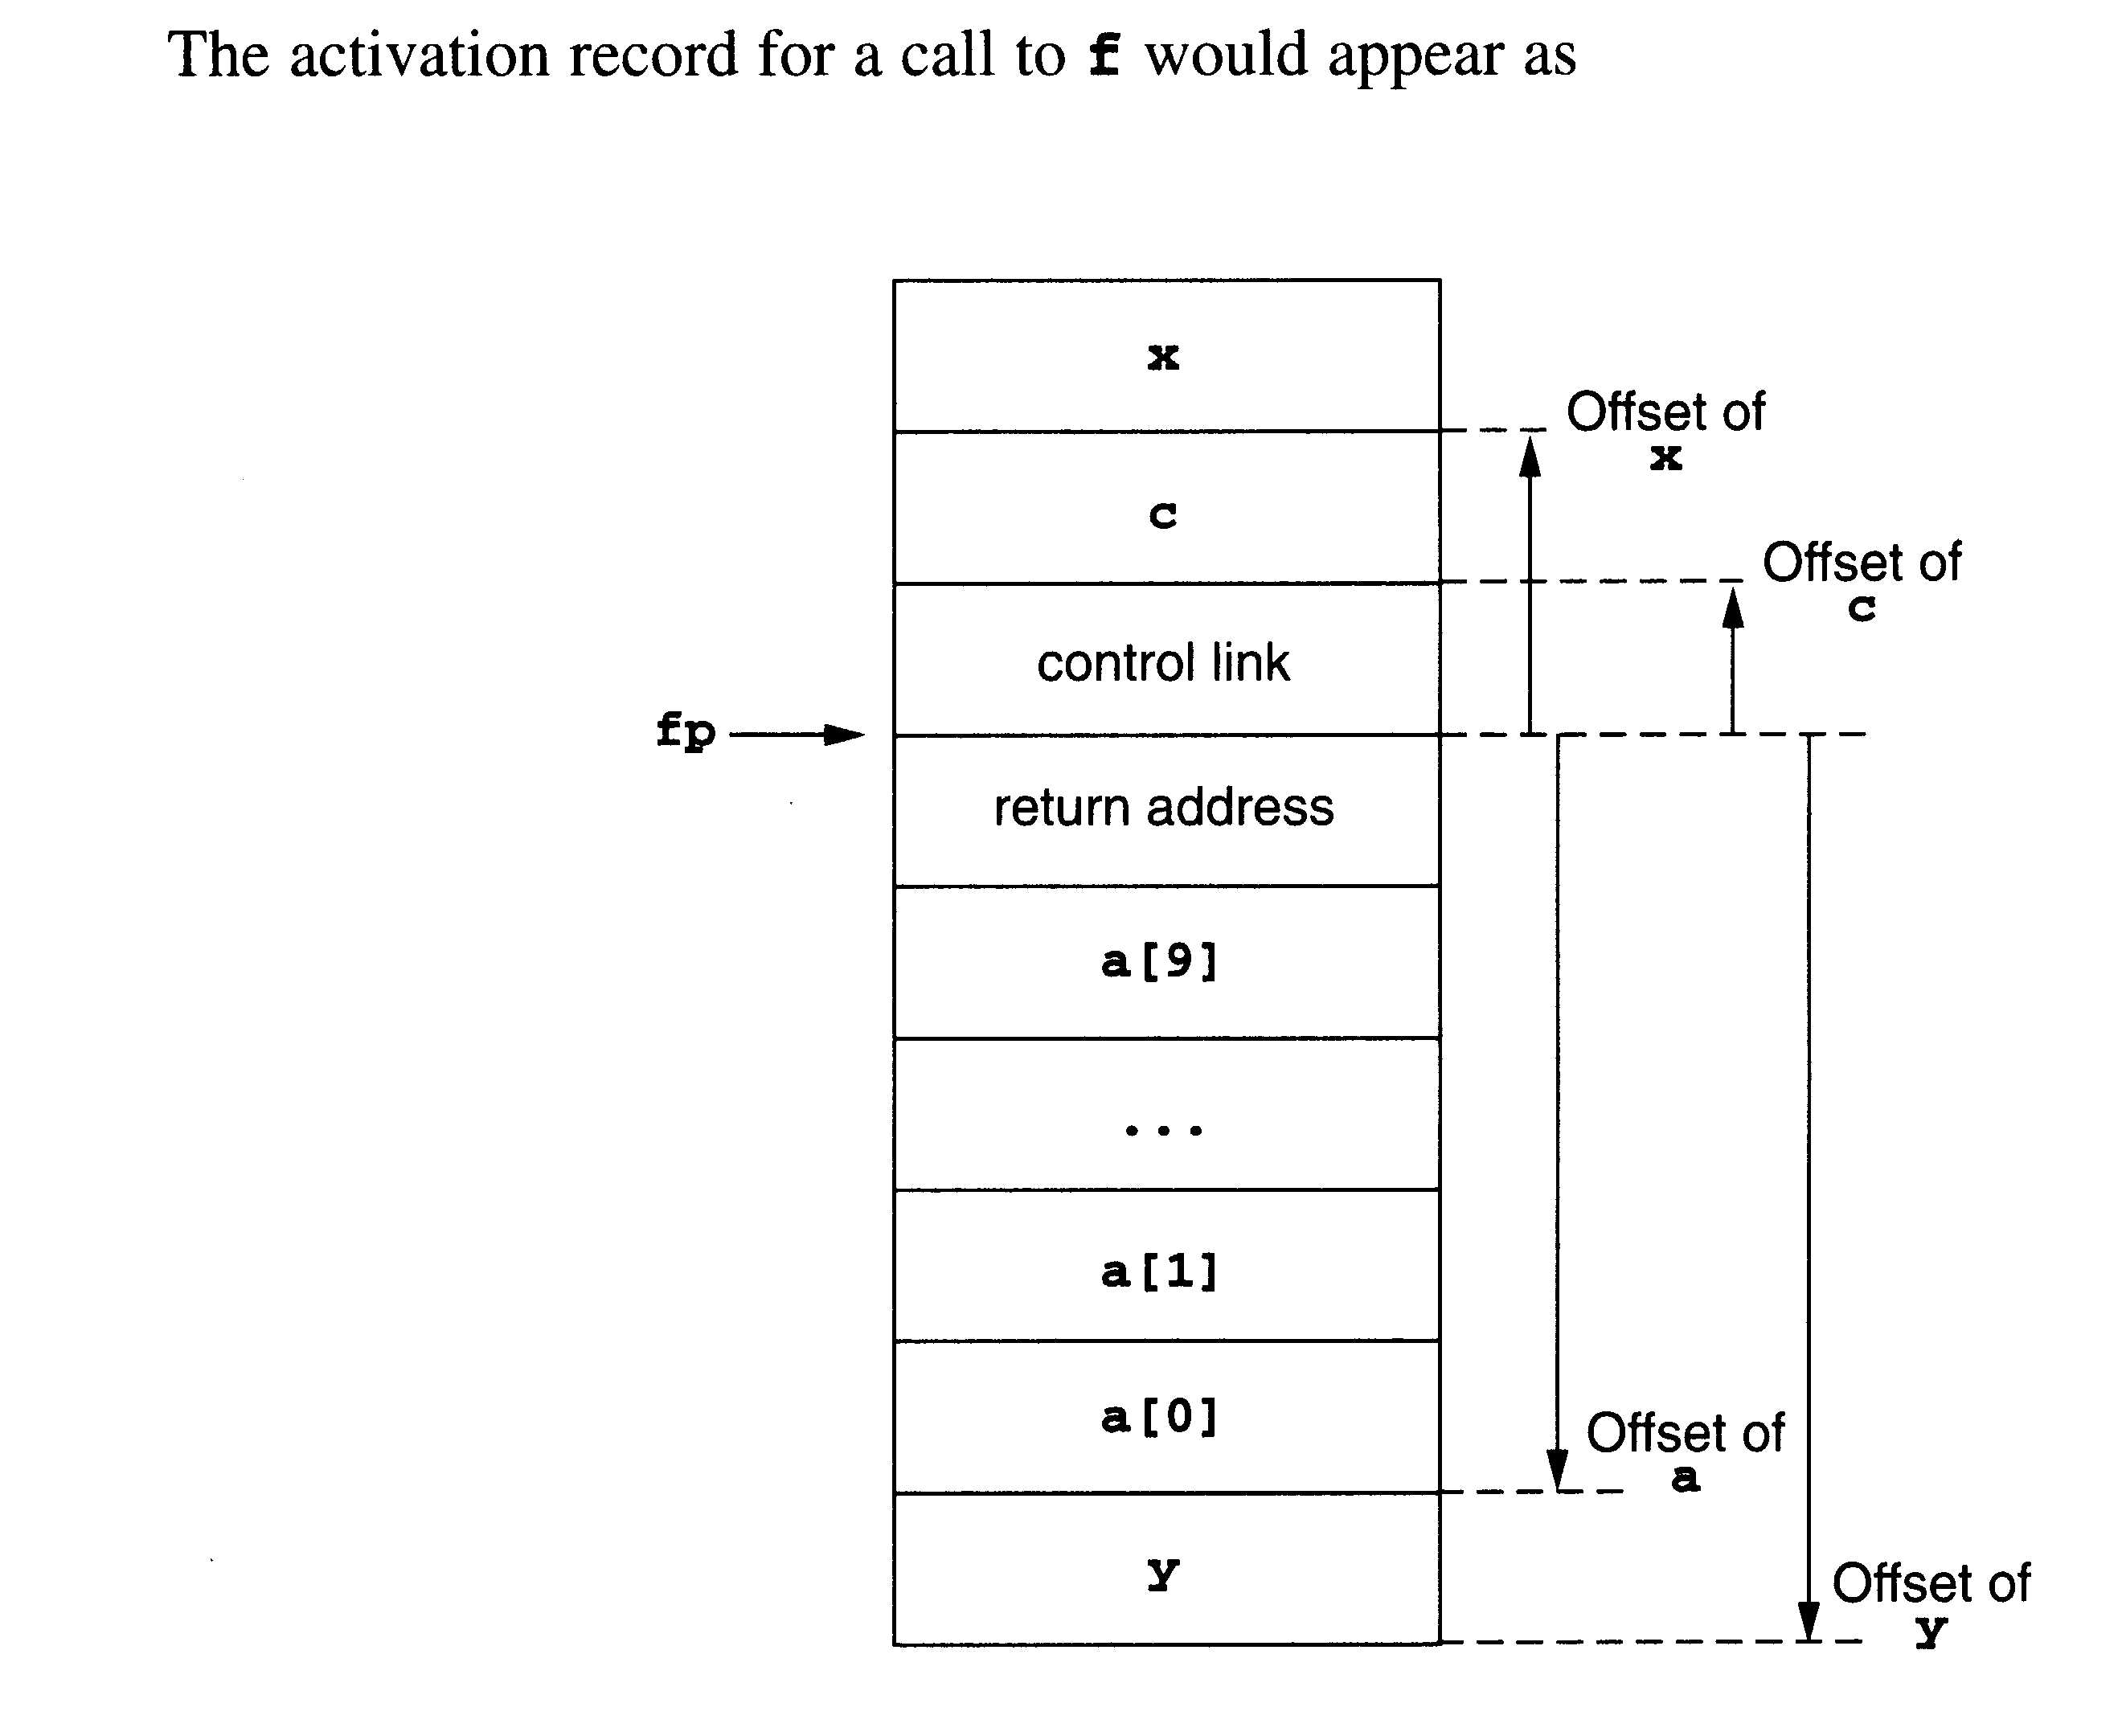 The activation record for a call to f would appear as
x
Offset of
x
c
Offset of
c
control link
fp
return address
a[9]
...
a[1]
a[0]
Offset of
a
y
Offset of
y